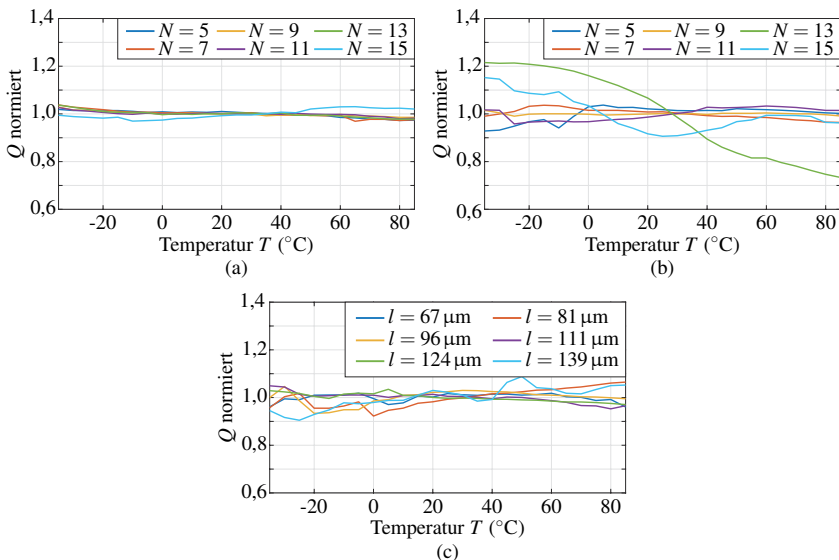 N = 5 N = 9 N = 13
N = 7 N = 11 N = 15
1,4
1,2
1,0
0,8
0,6
Q normiert
-20 0 20 40 60 80
Temperatur T (°C)
(a)
N = 5 N = 9 N = 13
N = 7 N = 11 N = 15
1,4
1,2
1,0
0,8
0,6
Q normiert
-20 0 20 40 60 80
Temperatur T (°C)
(b)
l = 67 µm l = 81 µm
l = 96 µm l = 111 µm
l = 124 µm l = 139 µm
1,4
1,2
1,0
0,8
0,6
Q normiert
-20 0 20 40 60 80
Temperatur T (°C)
(c)